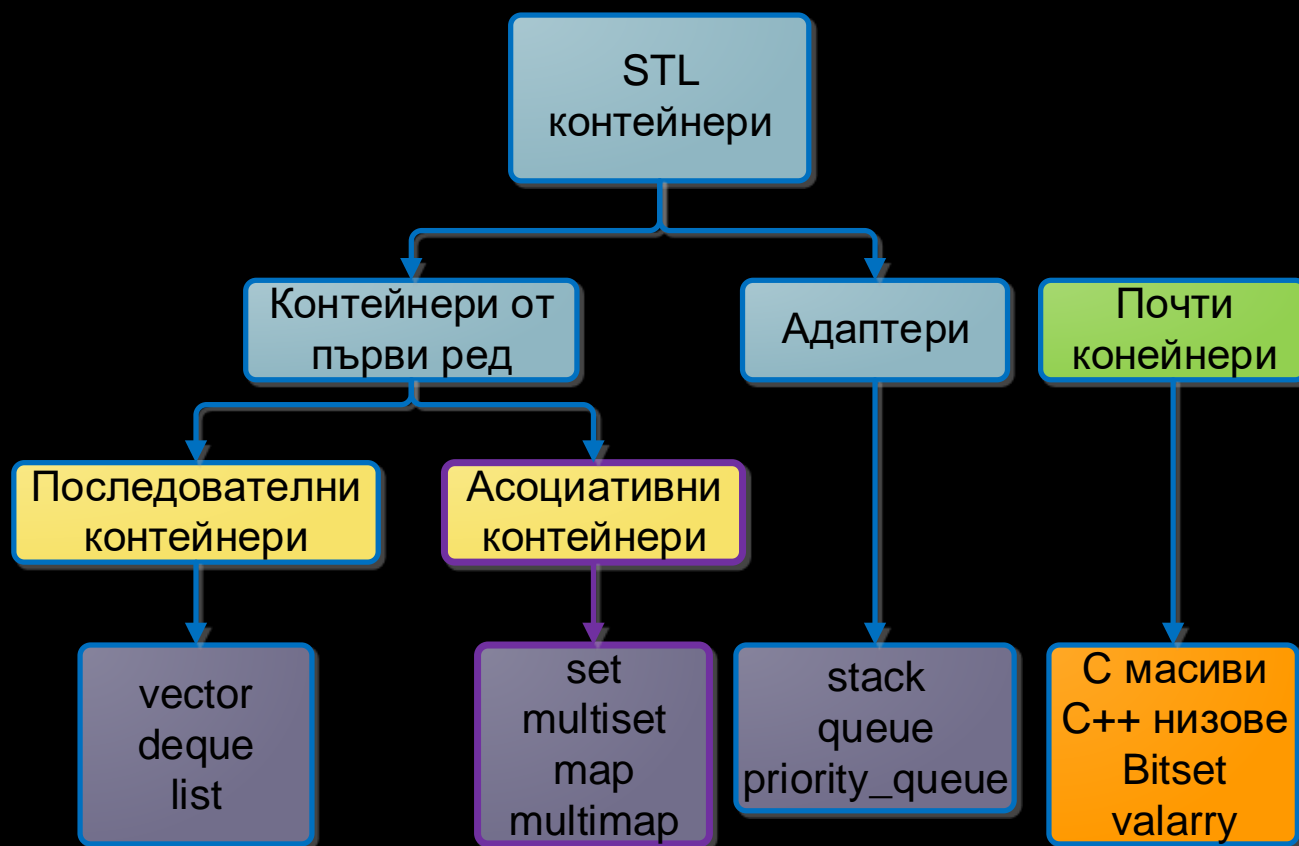 STL
контейнери
Контейнери от
първи ред
Адаптери
Почти
конейнери
Последователни
контейнери
Асоциативни
контейнери
vector
deque
list
set
multiset
map
multimap
stack
queue
priority_queue
С масиви
С++ низове
Bitset
valarry